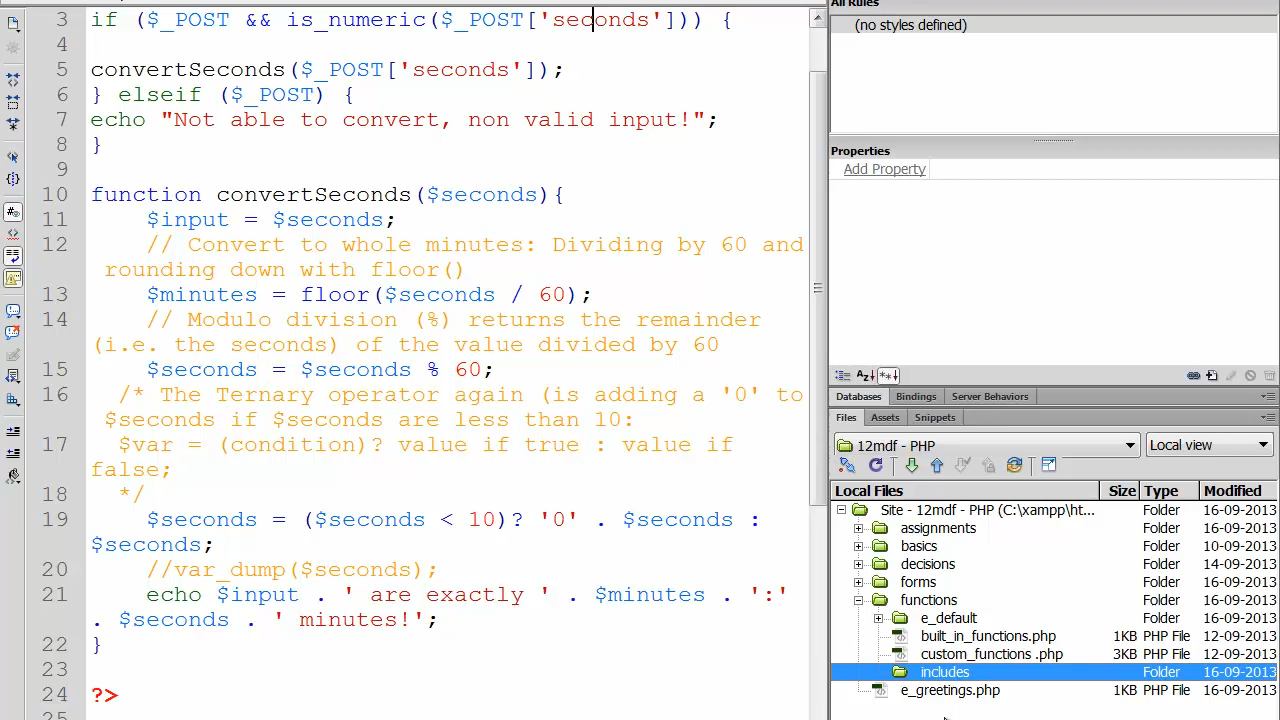 3 if ($_POST && is_numeric($_POST['seconds'])) {
4
5 convertSeconds($_POST['seconds']);
6 } elseif ($_POST) {
7 echo "Not able to convert, non valid input!";
8 }
9
10 function convertSeconds($seconds){
11 $input = $seconds;
12 // Convert to whole minutes: Dividing by 60 and
rounding down with floor()
13 $minutes = floor($seconds / 60);
14 // Modulo division (%) returns the remainder
(i.e. the seconds) of the value divided by 60
15 $seconds = $seconds % 60;
16 /* The Ternary operator again (is adding a '0' to
$seconds if $seconds are less than 10:
17 $var = (condition)? value if true : value if
false;
18 */
19 $seconds = ($seconds < 10)? '0' . $seconds :
$seconds;
20 //var_dump($seconds);
21 echo $input . ' are exactly ' . $minutes . ':'
. $seconds . ' minutes!';
22 }
23
24 ?>
25
All Rules
(no styles defined)
Properties
Add Property
Databases Bindings Server Behaviors
Files Assets Snippets
12mdf - PHP Local view
Local Files Size Type Modified
Site - 12mdf - PHP (C:\xampp\ht... Folder 16-09-2013
assignments Folder 16-09-2013
basics Folder 10-09-2013
decisions Folder 14-09-2013
forms Folder 16-09-2013
functions Folder 16-09-2013
e_default Folder 16-09-2013
built_in_functions.php 1KB PHP File 12-09-2013
custom_functions .php 3KB PHP File 12-09-2013
includes Folder 16-09-2013
e_greetings.php 1KB PHP File 16-09-2013